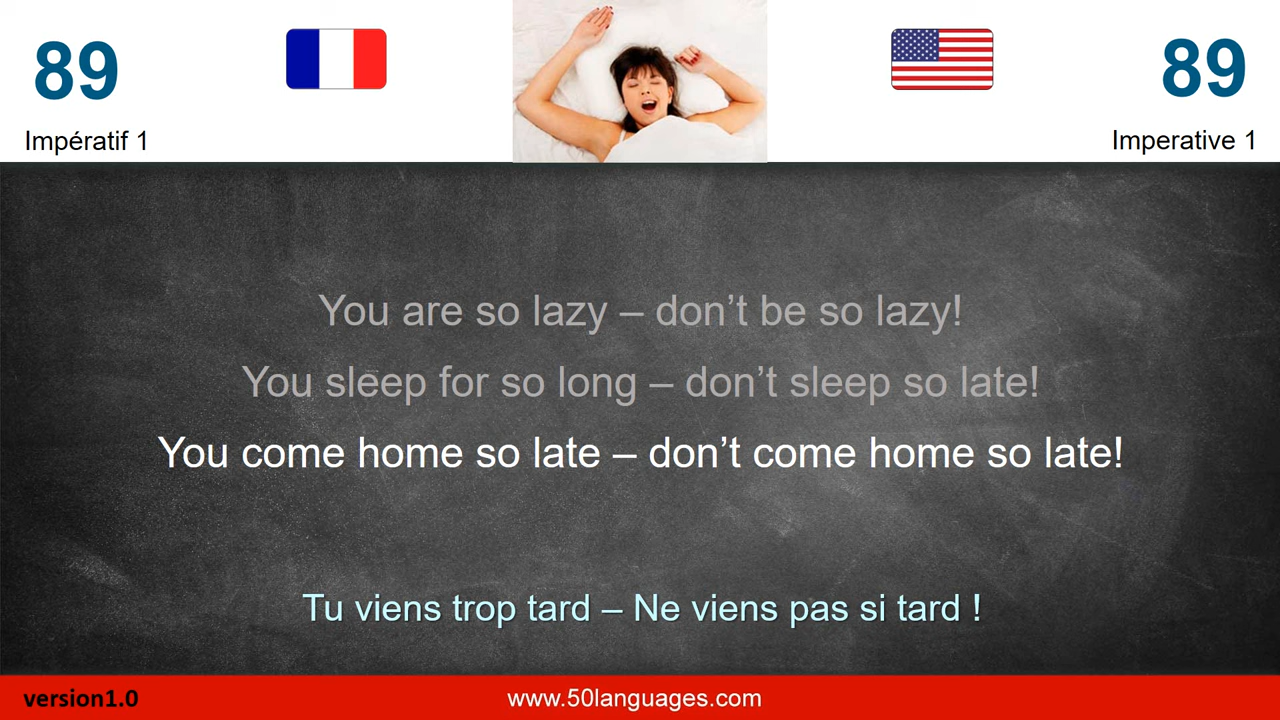 89
89
Impératif 1
Imperative 1
You are so lazy – don’t be so lazy!
You sleep for so long – don’t sleep so late!
You come home so late – don’t come home so late!
Tu viens trop tard – Ne viens pas si tard !
version1.0
www.50languages.com